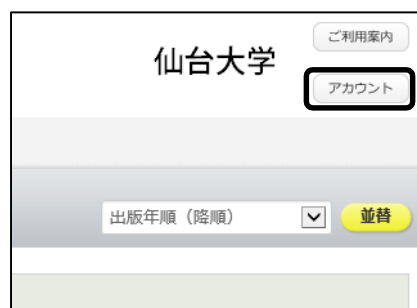 ご利用案内
仙台大学
アカウント
出版年順（降順） 並替